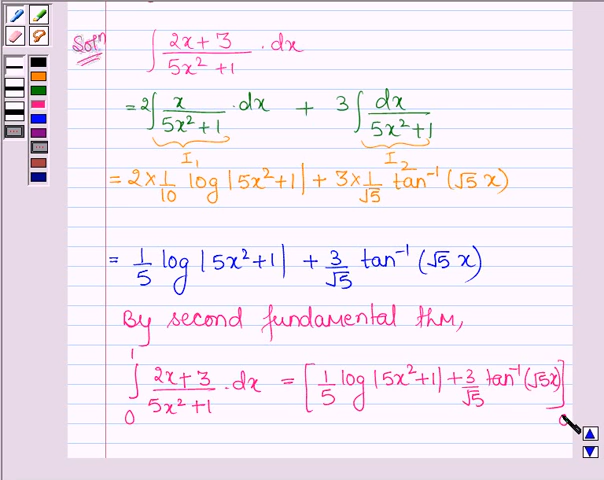 Solⁿ ∫ (2x+3)/(5x²+1) . dx
= 2∫ x/(5x²+1) . dx + 3∫ dx/(5x²+1)
I₁ I₂
= 2 × 1/10 log|5x²+1| + 3 × 1/√5 tan⁻¹(√5 x)
= 1/5 log|5x²+1| + 3/√5 tan⁻¹(√5 x)
By second fundamental thm,
∫₀¹ (2x+3)/(5x²+1) . dx = [1/5 log|5x²+1| + 3/√5 tan⁻¹(√5x)]